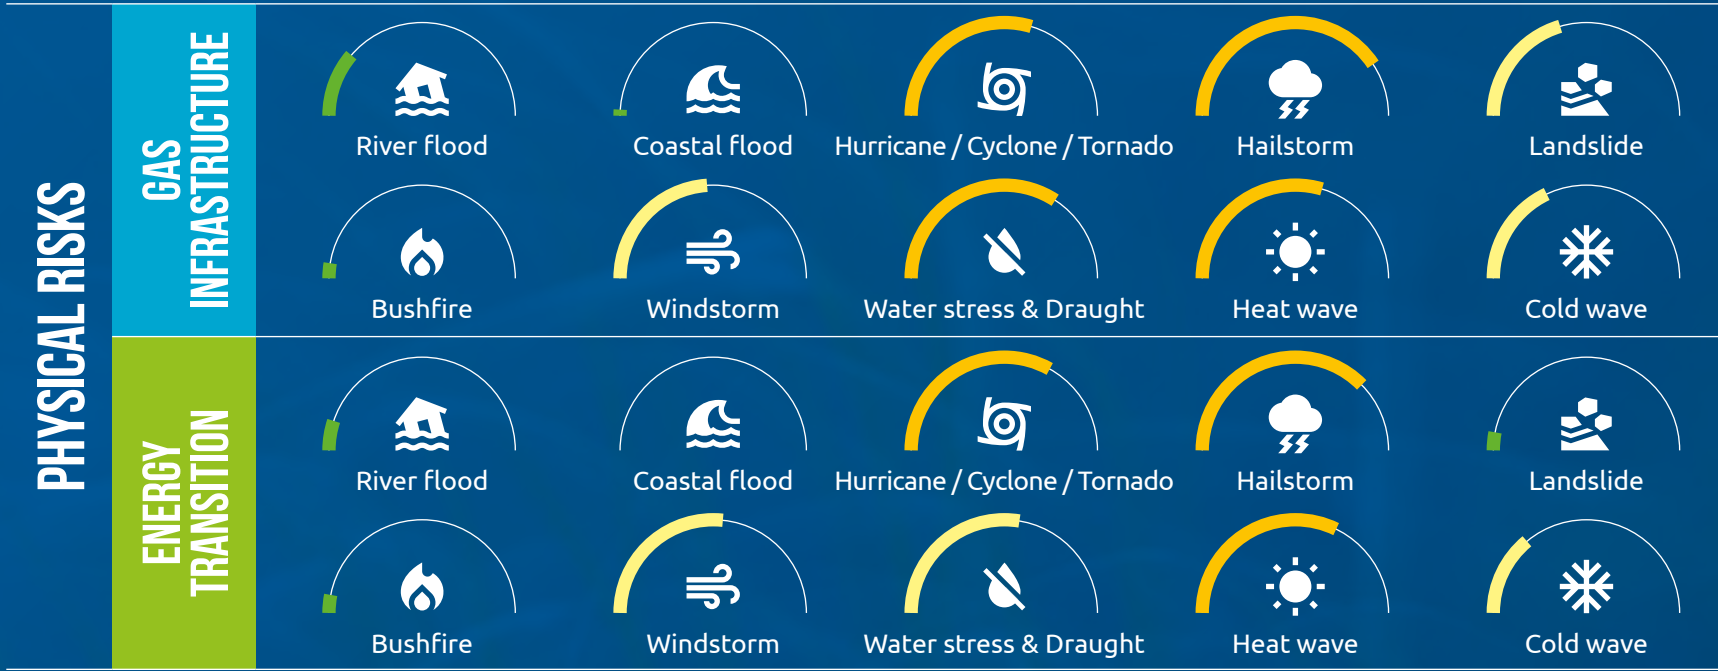 PHYSICAL RISKS
GAS
INFRASTRUCTURE
River flood
Coastal flood
Hurricane / Cyclone / Tornado
Hailstorm
Landslide
Bushfire
Windstorm
Water stress & Draught
Heat wave
Cold wave
ENERGY
TRANSITION
River flood
Coastal flood
Hurricane / Cyclone / Tornado
Hailstorm
Landslide
Bushfire
Windstorm
Water stress & Draught
Heat wave
Cold wave